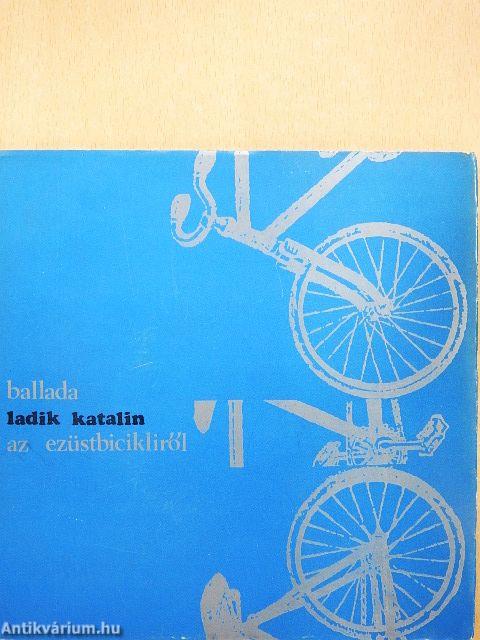 ballada
ladik katalin
az ezüstbicikliről
Antikvárium.hu